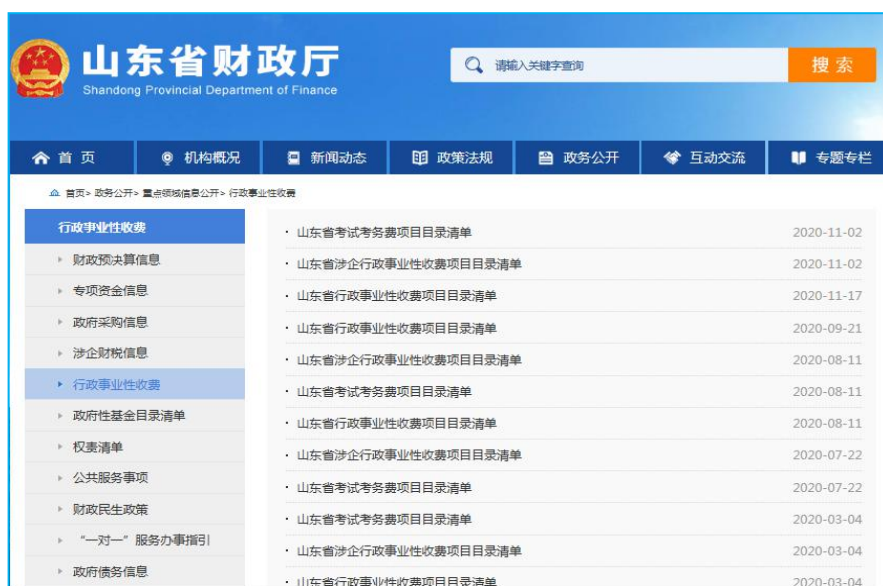 山东省财政厅
Shandong Provincial Department of Finance
请输入关键字查询
搜 索
首 页
机构概况
新闻动态
政策法规
政务公开
互动交流
专题专栏
首页> 政务公开> 重点领域信息公开> 行政事业性收费
行政事业性收费
财政预决算信息
专项资金信息
政府采购信息
涉企财税信息
行政事业性收费
政府性基金目录清单
权责清单
公共服务事项
财政民生政策
“一对一”服务办事指引
政府债务信息
· 山东省考试考务费项目目录清单 2020-11-02
· 山东省涉企行政事业性收费项目目录清单 2020-11-02
· 山东省行政事业性收费项目目录清单 2020-11-17
· 山东省行政事业性收费项目目录清单 2020-09-21
· 山东省涉企行政事业性收费项目目录清单 2020-08-11
· 山东省考试考务费项目目录清单 2020-08-11
· 山东省行政事业性收费项目目录清单 2020-08-11
· 山东省涉企行政事业性收费项目目录清单 2020-07-22
· 山东省考试考务费项目目录清单 2020-07-22
· 山东省考试考务费项目目录清单 2020-03-04
· 山东省涉企行政事业性收费项目目录清单 2020-03-04
· 山东省行政事业性收费项目目录清单 2020-03-04